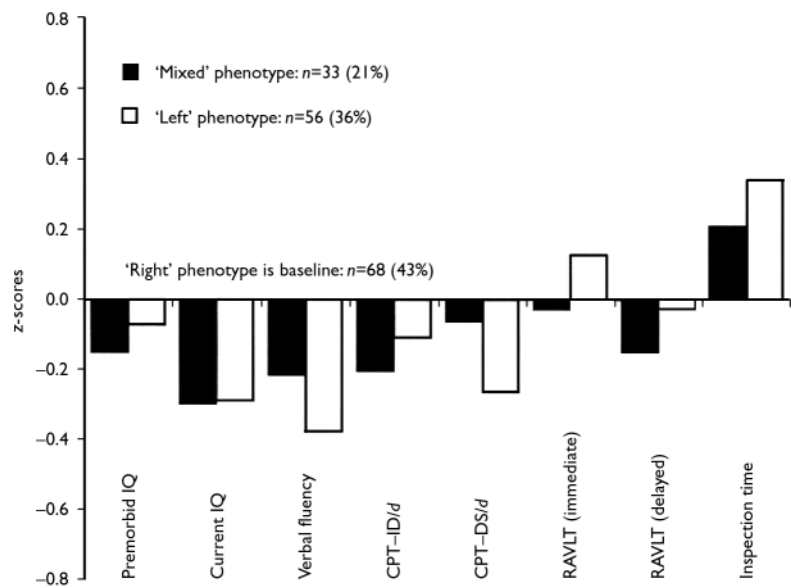 0.8
0.6
0.4
0.2
0.0
–0.2
–0.4
–0.6
–0.8
z-scores
‘Mixed’ phenotype: n=33 (21%)
‘Left’ phenotype: n=56 (36%)
‘Right’ phenotype is baseline: n=68 (43%)
Premorbid IQ
Current IQ
Verbal fluency
CPT–ID/d
CPT–DS/d
RAVLT (immediate)
RAVLT (delayed)
Inspection time